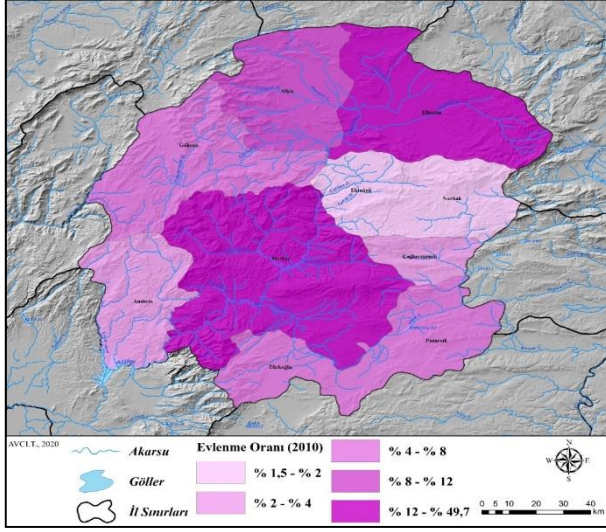 Afşin
Elbistan
Göksun
Ekinözü
Nurhak
Merkez
Çağlayancerit
Andırın
Pazarcık
Türkoğlu
AVCI.T., 2020
Akarsu
Göller
İl Sınırları
Evlenme Oranı (2010)
% 1,5 - % 2
% 2 - % 4
% 4 - % 8
% 8 - % 12
% 12 - % 49,7
N
W E
S
0 5 10 20 30 40
km